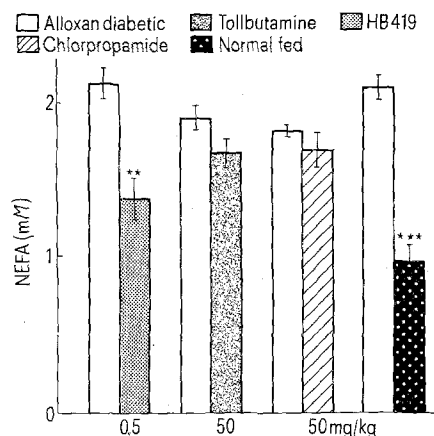 Alloxan diabetic Tollbutamine HB419
Chlorpropamide Normal fed
NEFA (m/M)
2
1
0
**
***
0,5 50 50mg/kg